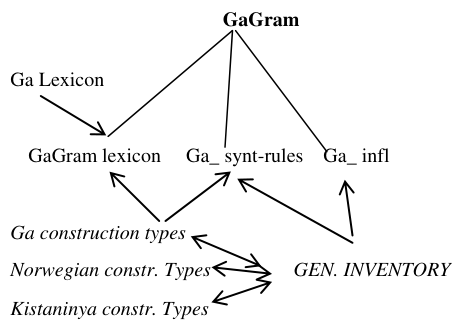 GaGram
Ga Lexicon
GaGram lexicon Ga_ synt-rules Ga_ infl
Ga construction types
Norwegian constr. Types GEN. INVENTORY
Kistaninya constr. Types